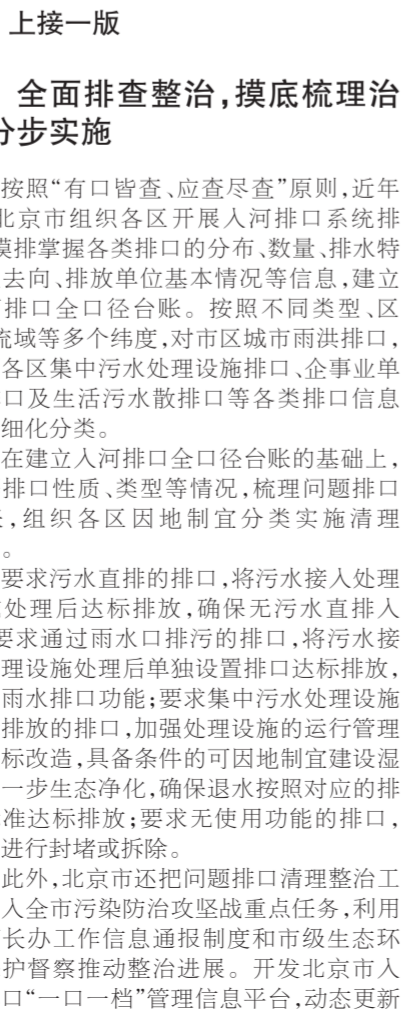 上接一版
全面排查整治,摸底梳理治
分步实施
按照“有口皆查、应查尽查”原则,近年
北京市组织各区开展入河排口系统排
摸排掌握各类排口的分布、数量、排水特
去向、排放单位基本情况等信息,建立
排口全口径台账。按照不同类型、区
流域等多个纬度,对市区城市雨洪排口,
各区集中污水处理设施排口、企事业单
口及生活污水散排口等各类排口信息
细化分类。
在建立入河排口全口径台账的基础上,
排口性质、类型等情况,梳理问题排口
,组织各区因地制宜分类实施清理
。
要求污水直排的排口,将污水接入处理
处理后达标排放,确保无污水直排入
要求通过雨水口排污的排口,将污水接
理设施处理后单独设置排口达标排放,
雨水排口功能;要求集中污水处理设施
排放的排口,加强处理设施的运行管理
标改造,具备条件的可因地制宜建设湿
一步生态净化,确保退水按照对应的排
准达标排放;要求无使用功能的排口,
进行封堵或拆除。
此外,北京市还把问题排口清理整治工
入全市污染防治攻坚战重点任务,利用
长办工作信息通报制度和市级生态环
护督察推动整治进展。开发北京市入
口“一口一档”管理信息平台,动态更新